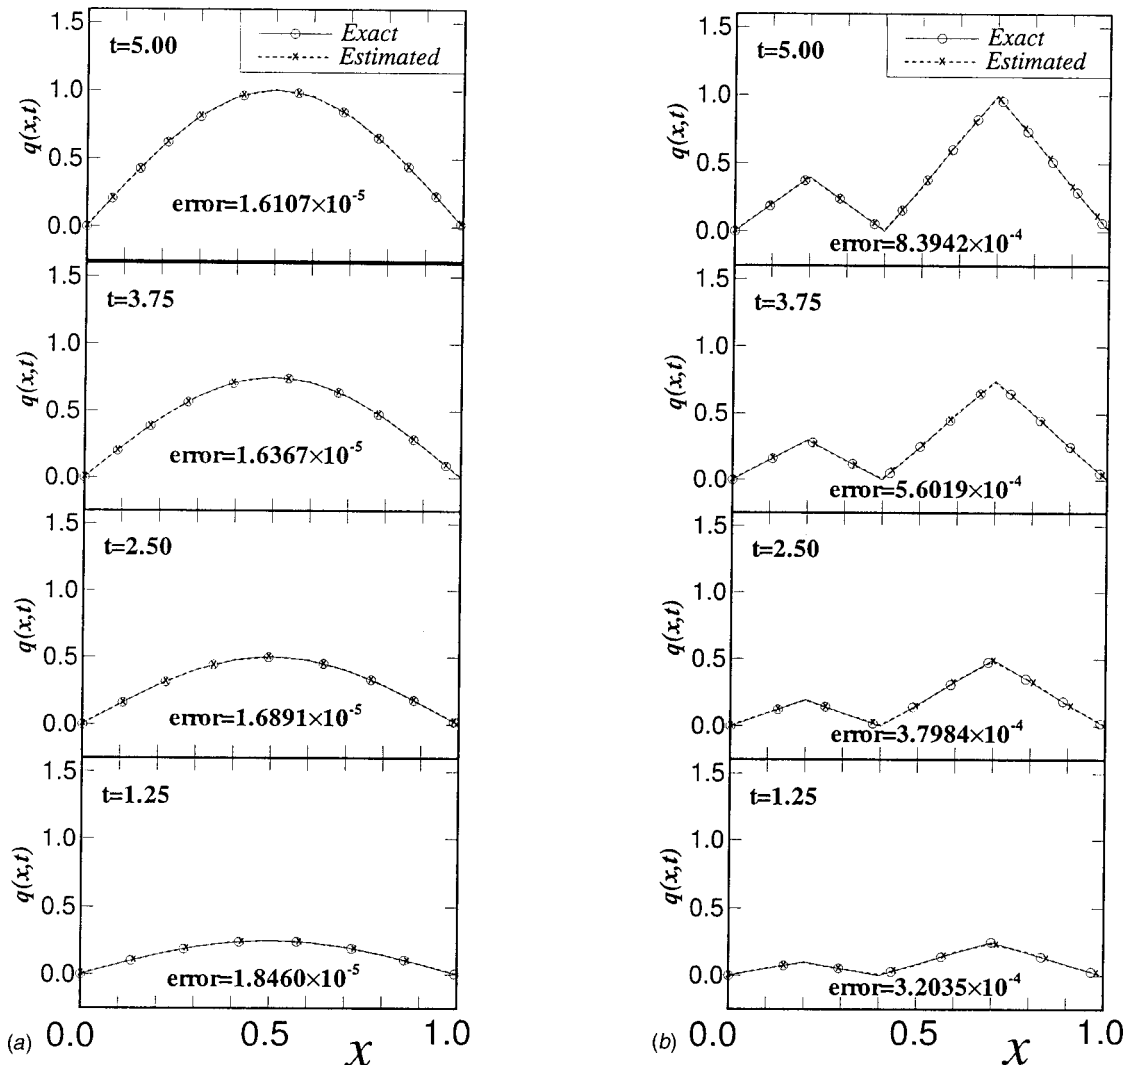 1.5
t=5.00
Exact
Estimated
1.0
q(x,t)
0.5
error=1.6107×10-5
0.0
1.5
t=3.75
1.0
q(x,t)
0.5
error=1.6367×10-5
0.0
1.5
t=2.50
1.0
q(x,t)
0.5
error=1.6891×10-5
0.0
1.5
t=1.25
1.0
q(x,t)
0.5
error=1.8460×10-5
0.0
0.0 0.5 1.0
(a) x
1.5
t=5.00
Exact
Estimated
1.0
q(x,t)
0.5
0.0
error=8.3942×10-4
1.5
t=3.75
1.0
q(x,t)
0.5
0.0
error=5.6019×10-4
1.5
t=2.50
1.0
q(x,t)
0.5
0.0
error=3.7984×10-4
1.5
t=1.25
1.0
q(x,t)
0.5
0.0
error=3.2035×10-4
0.0 0.5 1.0
(b) x